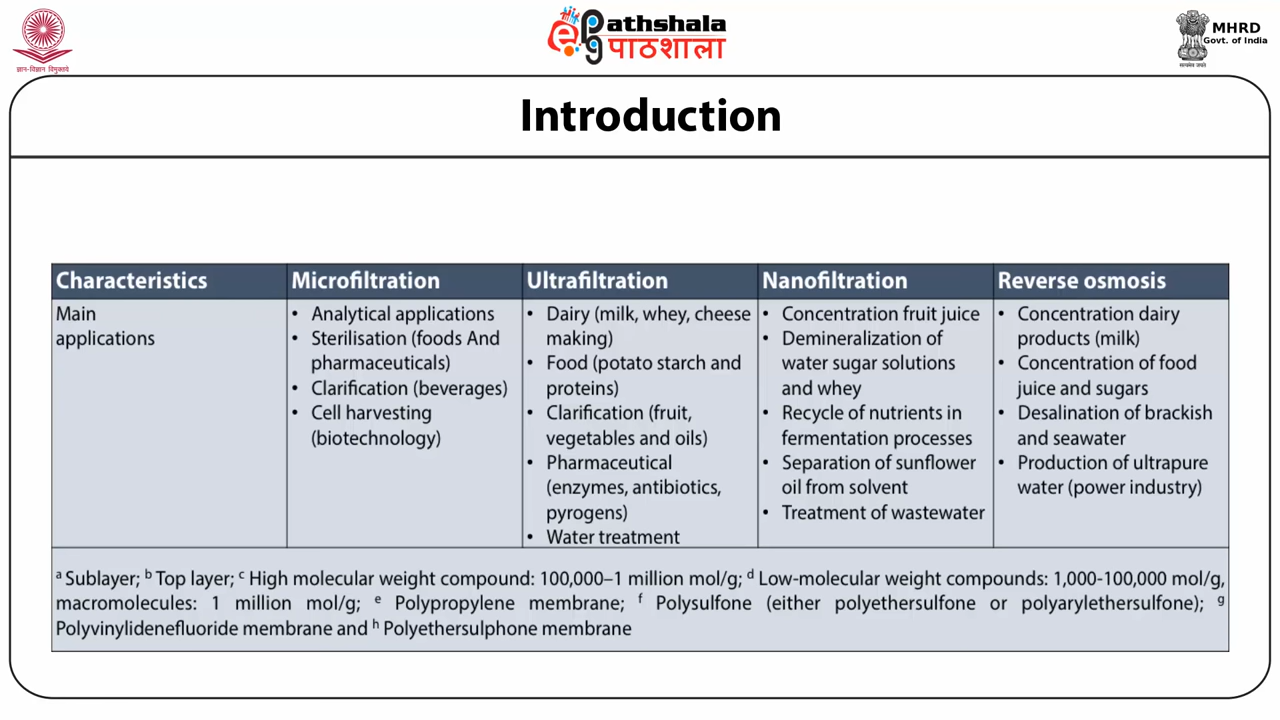 ज्ञान-विज्ञान विमुक्तये
ePathshala
पाठशाला
MHRD
Govt. of India
सत्यमेव जयते
Introduction
Characteristics
Microfiltration
Ultrafiltration
Nanofiltration
Reverse osmosis
Main
applications
• Analytical applications
• Sterilisation (foods And
pharmaceuticals)
• Clarification (beverages)
• Cell harvesting
(biotechnology)
• Dairy (milk, whey, cheese
making)
• Food (potato starch and
proteins)
• Clarification (fruit,
vegetables and oils)
• Pharmaceutical
(enzymes, antibiotics,
pyrogens)
• Water treatment
• Concentration fruit juice
• Demineralization of
water sugar solutions
and whey
• Recycle of nutrients in
fermentation processes
• Separation of sunflower
oil from solvent
• Treatment of wastewater
• Concentration dairy
products (milk)
• Concentration of food
juice and sugars
• Desalination of brackish
and seawater
• Production of ultrapure
water (power industry)
a Sublayer; b Top layer; c High molecular weight compound: 100,000–1 million mol/g; d Low-molecular weight compounds: 1,000-100,000 mol/g,
macromolecules: 1 million mol/g; e Polypropylene membrane; f Polysulfone (either polyethersulfone or polyarylethersulfone); g
Polyvinylidenefluoride membrane and h Polyethersulphone membrane